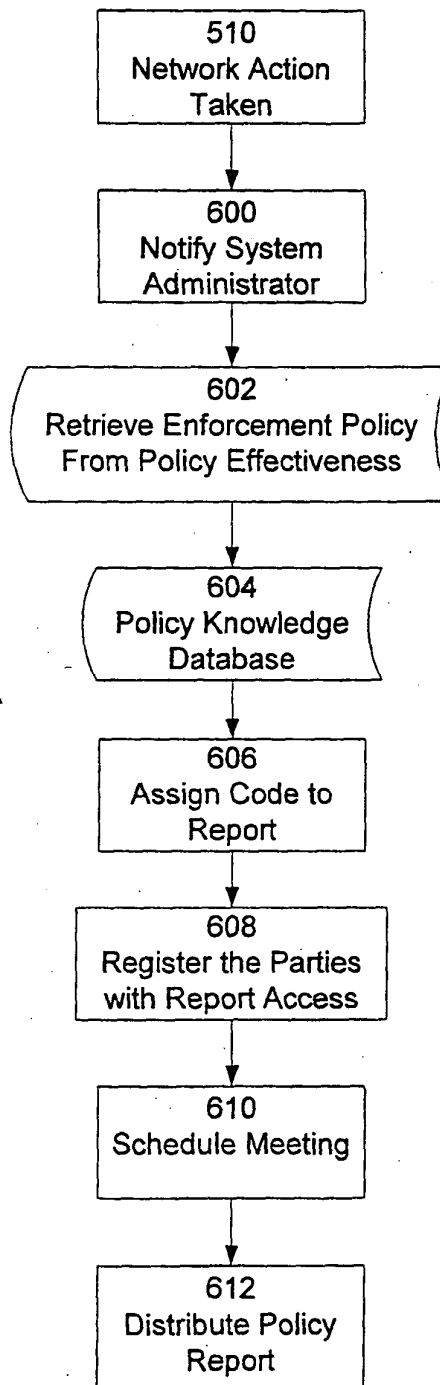 510
Network Action
Taken
600
Notify System
Administrator
602
Retrieve Enforcement Policy
From Policy Effectiveness
604
Policy Knowledge
Database
606
Assign Code to
Report
608
Register the Parties
with Report Access
610
Schedule Meeting
612
Distribute Policy
Report